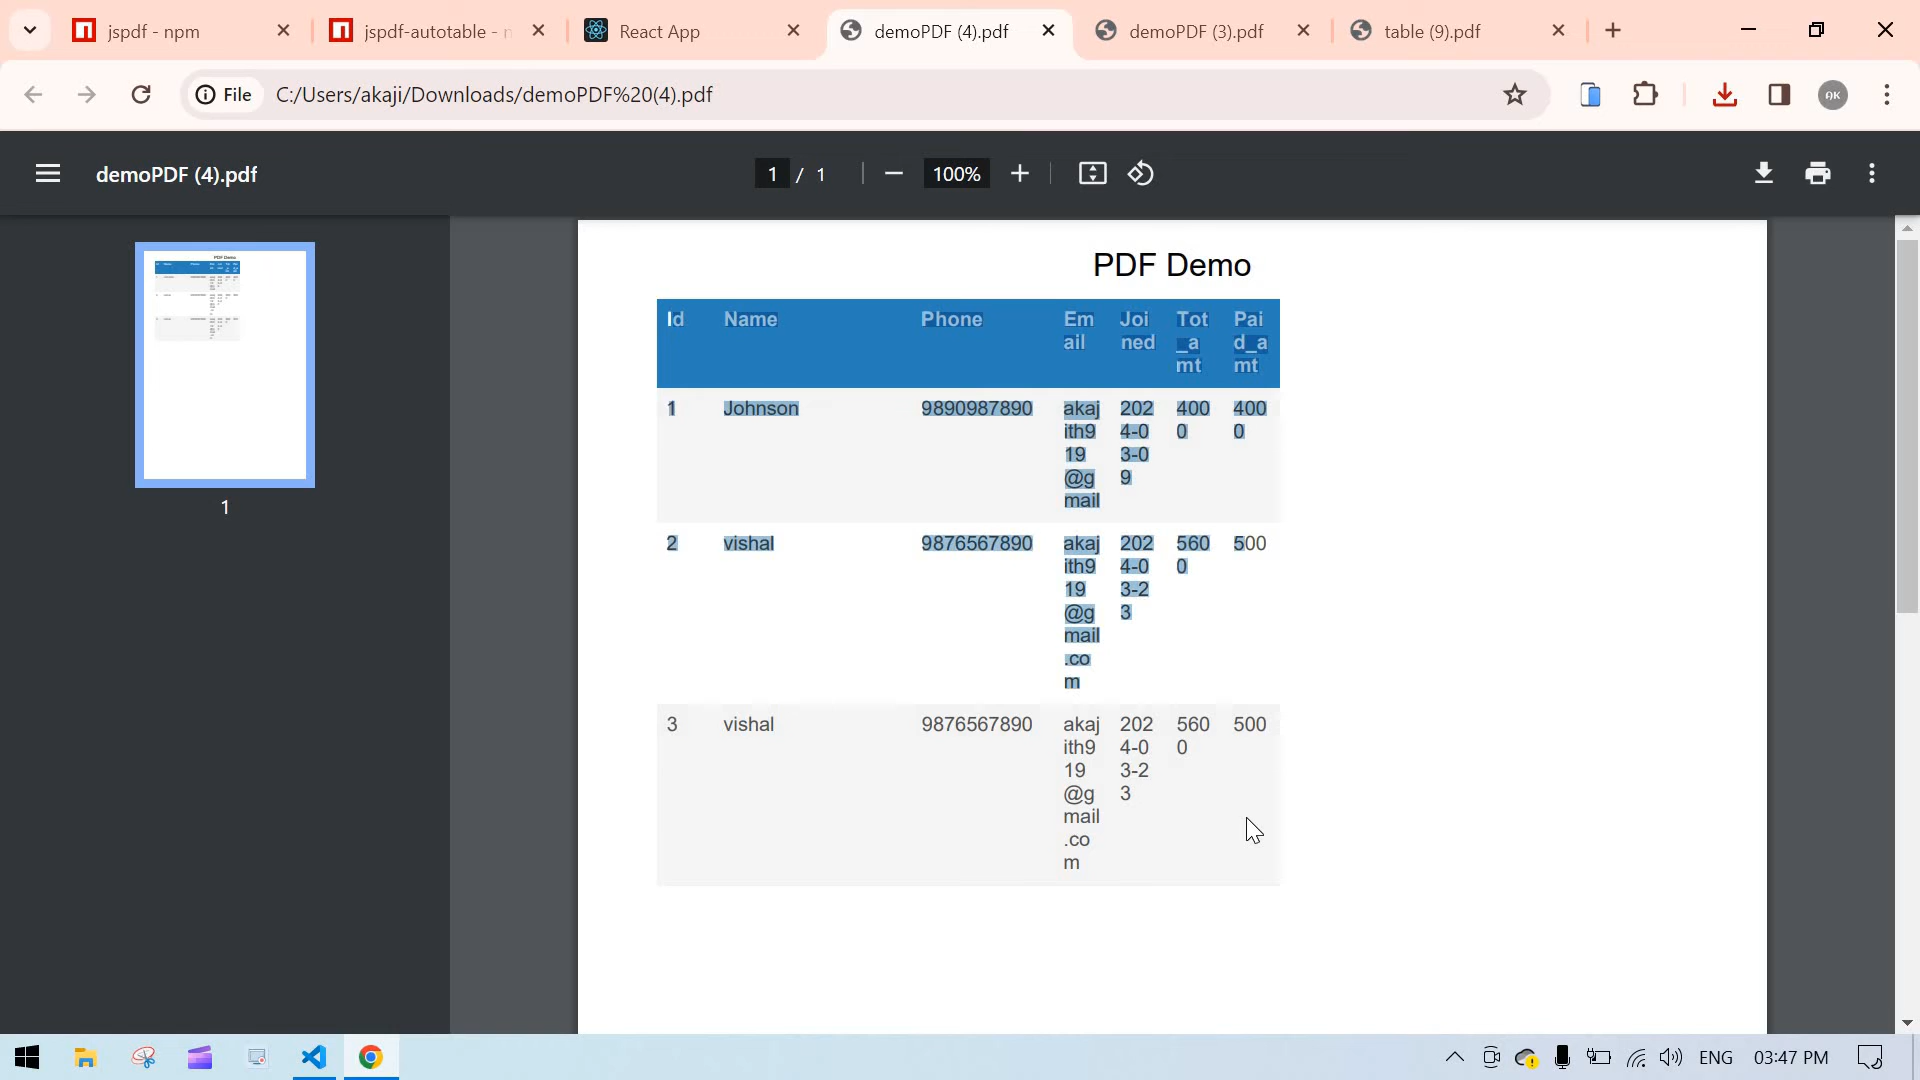 jspdf - npm
jspdf-autotable - n
React App
demoPDF (4).pdf
demoPDF (3).pdf
table (9).pdf
File
C:/Users/akaji/Downloads/demoPDF%20(4).pdf
AK
demoPDF (4).pdf
1 / 1
100%
1
PDF Demo
Id Name Phone Em Joi Tot Pai
ail ned _a d_a
mt mt
1 Johnson 9890987890 akaj 202 400 400
ith9 4-0 0 0
19 3-0
@g 9
mail
2 vishal 9876567890 akaj 202 560 500
ith9 4-0 0
19 3-2
@g 3
mail
.co
m
3 vishal 9876567890 akaj 202 560 500
ith9 4-0 0
19 3-2
@g 3
mail
.co
m
ENG
03:47 PM